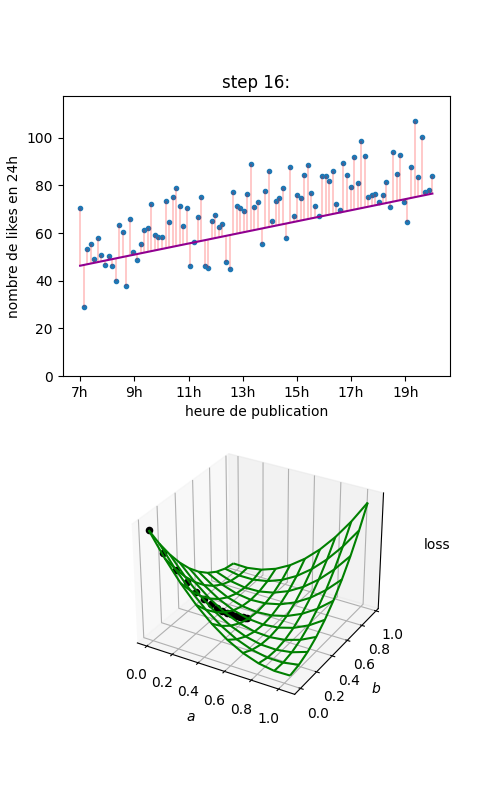 step 16:
nombre de likes en 24h
100
80
60
40
20
0
7h 9h 11h 13h 15h 17h 19h
heure de publication
loss
0.0 0.2 0.4 0.6 0.8 1.0
a
0.0 0.2 0.4 0.6 0.8 1.0
b